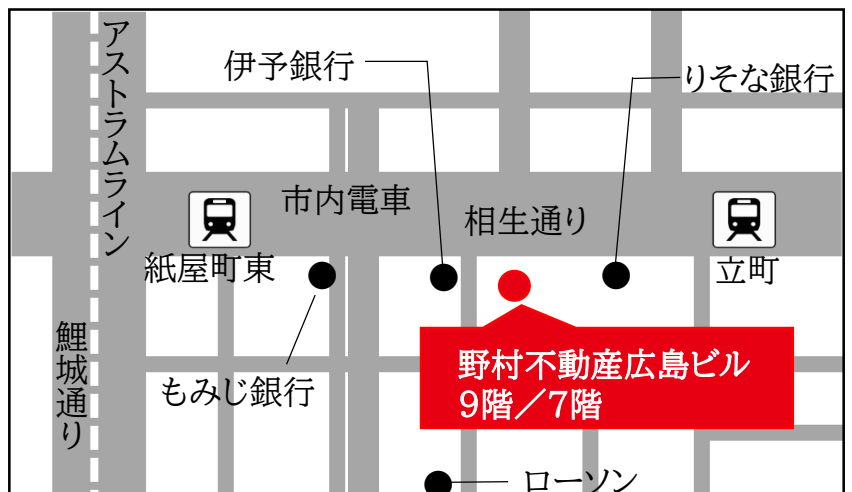 アストラムライン
伊予銀行
りそな銀行
市内電車
相生通り
紙屋町東
立町
鯉城通り
もみじ銀行
野村不動産広島ビル
9階／7階
ローソン